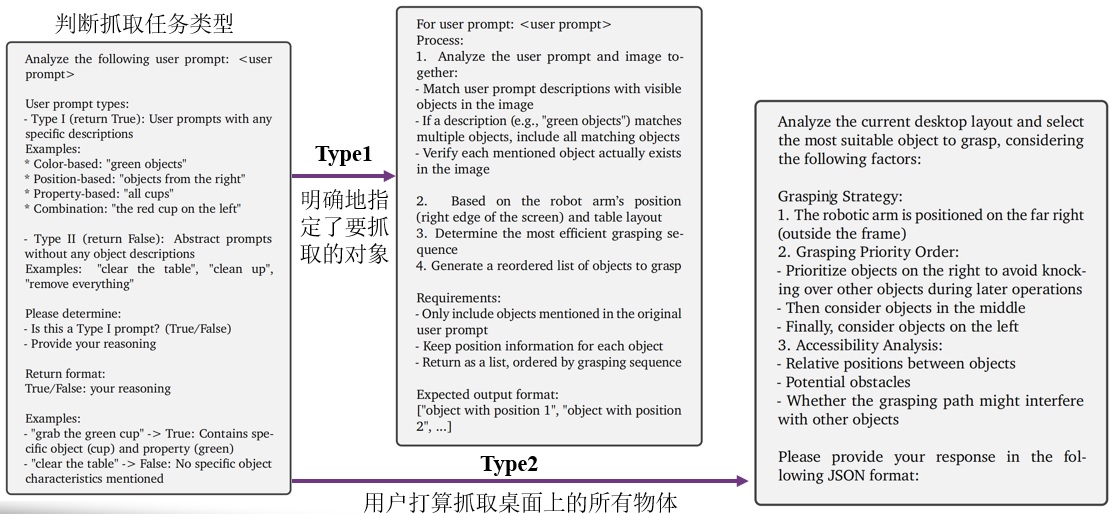 判断抓取任务类型
Analyze the following user prompt: <user
prompt>
User prompt types:
- Type I (return True): User prompts with any
specific descriptions
Examples:
* Color-based: "green objects"
* Position-based: "objects from the right"
* Property-based: "all cups"
* Combination: "the red cup on the left"
- Type II (return False): Abstract prompts
without any object descriptions
Examples: "clear the table", "clean up",
"remove everything"
Please determine:
- Is this a Type I prompt? (True/False)
- Provide your reasoning
Return format:
True/False: your reasoning
Examples:
- "grab the green cup" -> True: Contains spe-
cific object (cup) and property (green)
- "clear the table" -> False: No specific object
characteristics mentioned
Type1
明确地指
定了要抓
取的对象
For user prompt: <user prompt>
Process:
1. Analyze the user prompt and image to-
gether:
- Match user prompt descriptions with visible
objects in the image
- If a description (e.g., "green objects") matches
multiple objects, include all matching objects
- Verify each mentioned object actually exists
in the image
2. Based on the robot arm's position
(right edge of the screen) and table layout
3. Determine the most efficient grasping se-
quence
4. Generate a reordered list of objects to grasp
Requirements:
- Only include objects mentioned in the original
user prompt
- Keep position information for each object
- Return as a list, ordered by grasping sequence
Expected output format:
["object with position 1", "object with position
2", ...]
Type2
用户打算抓取桌面上的所有物体
Analyze the current desktop layout and select
the most suitable object to grasp, considering
the following factors:
Grasping Strategy:
1. The robotic arm is positioned on the far right
(outside the frame)
2. Grasping Priority Order:
- Prioritize objects on the right to avoid knock-
ing over other objects during later operations
- Then consider objects in the middle
- Finally, consider objects on the left
3. Accessibility Analysis:
- Relative positions between objects
- Potential obstacles
- Whether the grasping path might interfere
with other objects
Please provide your response in the fol-
lowing JSON format: